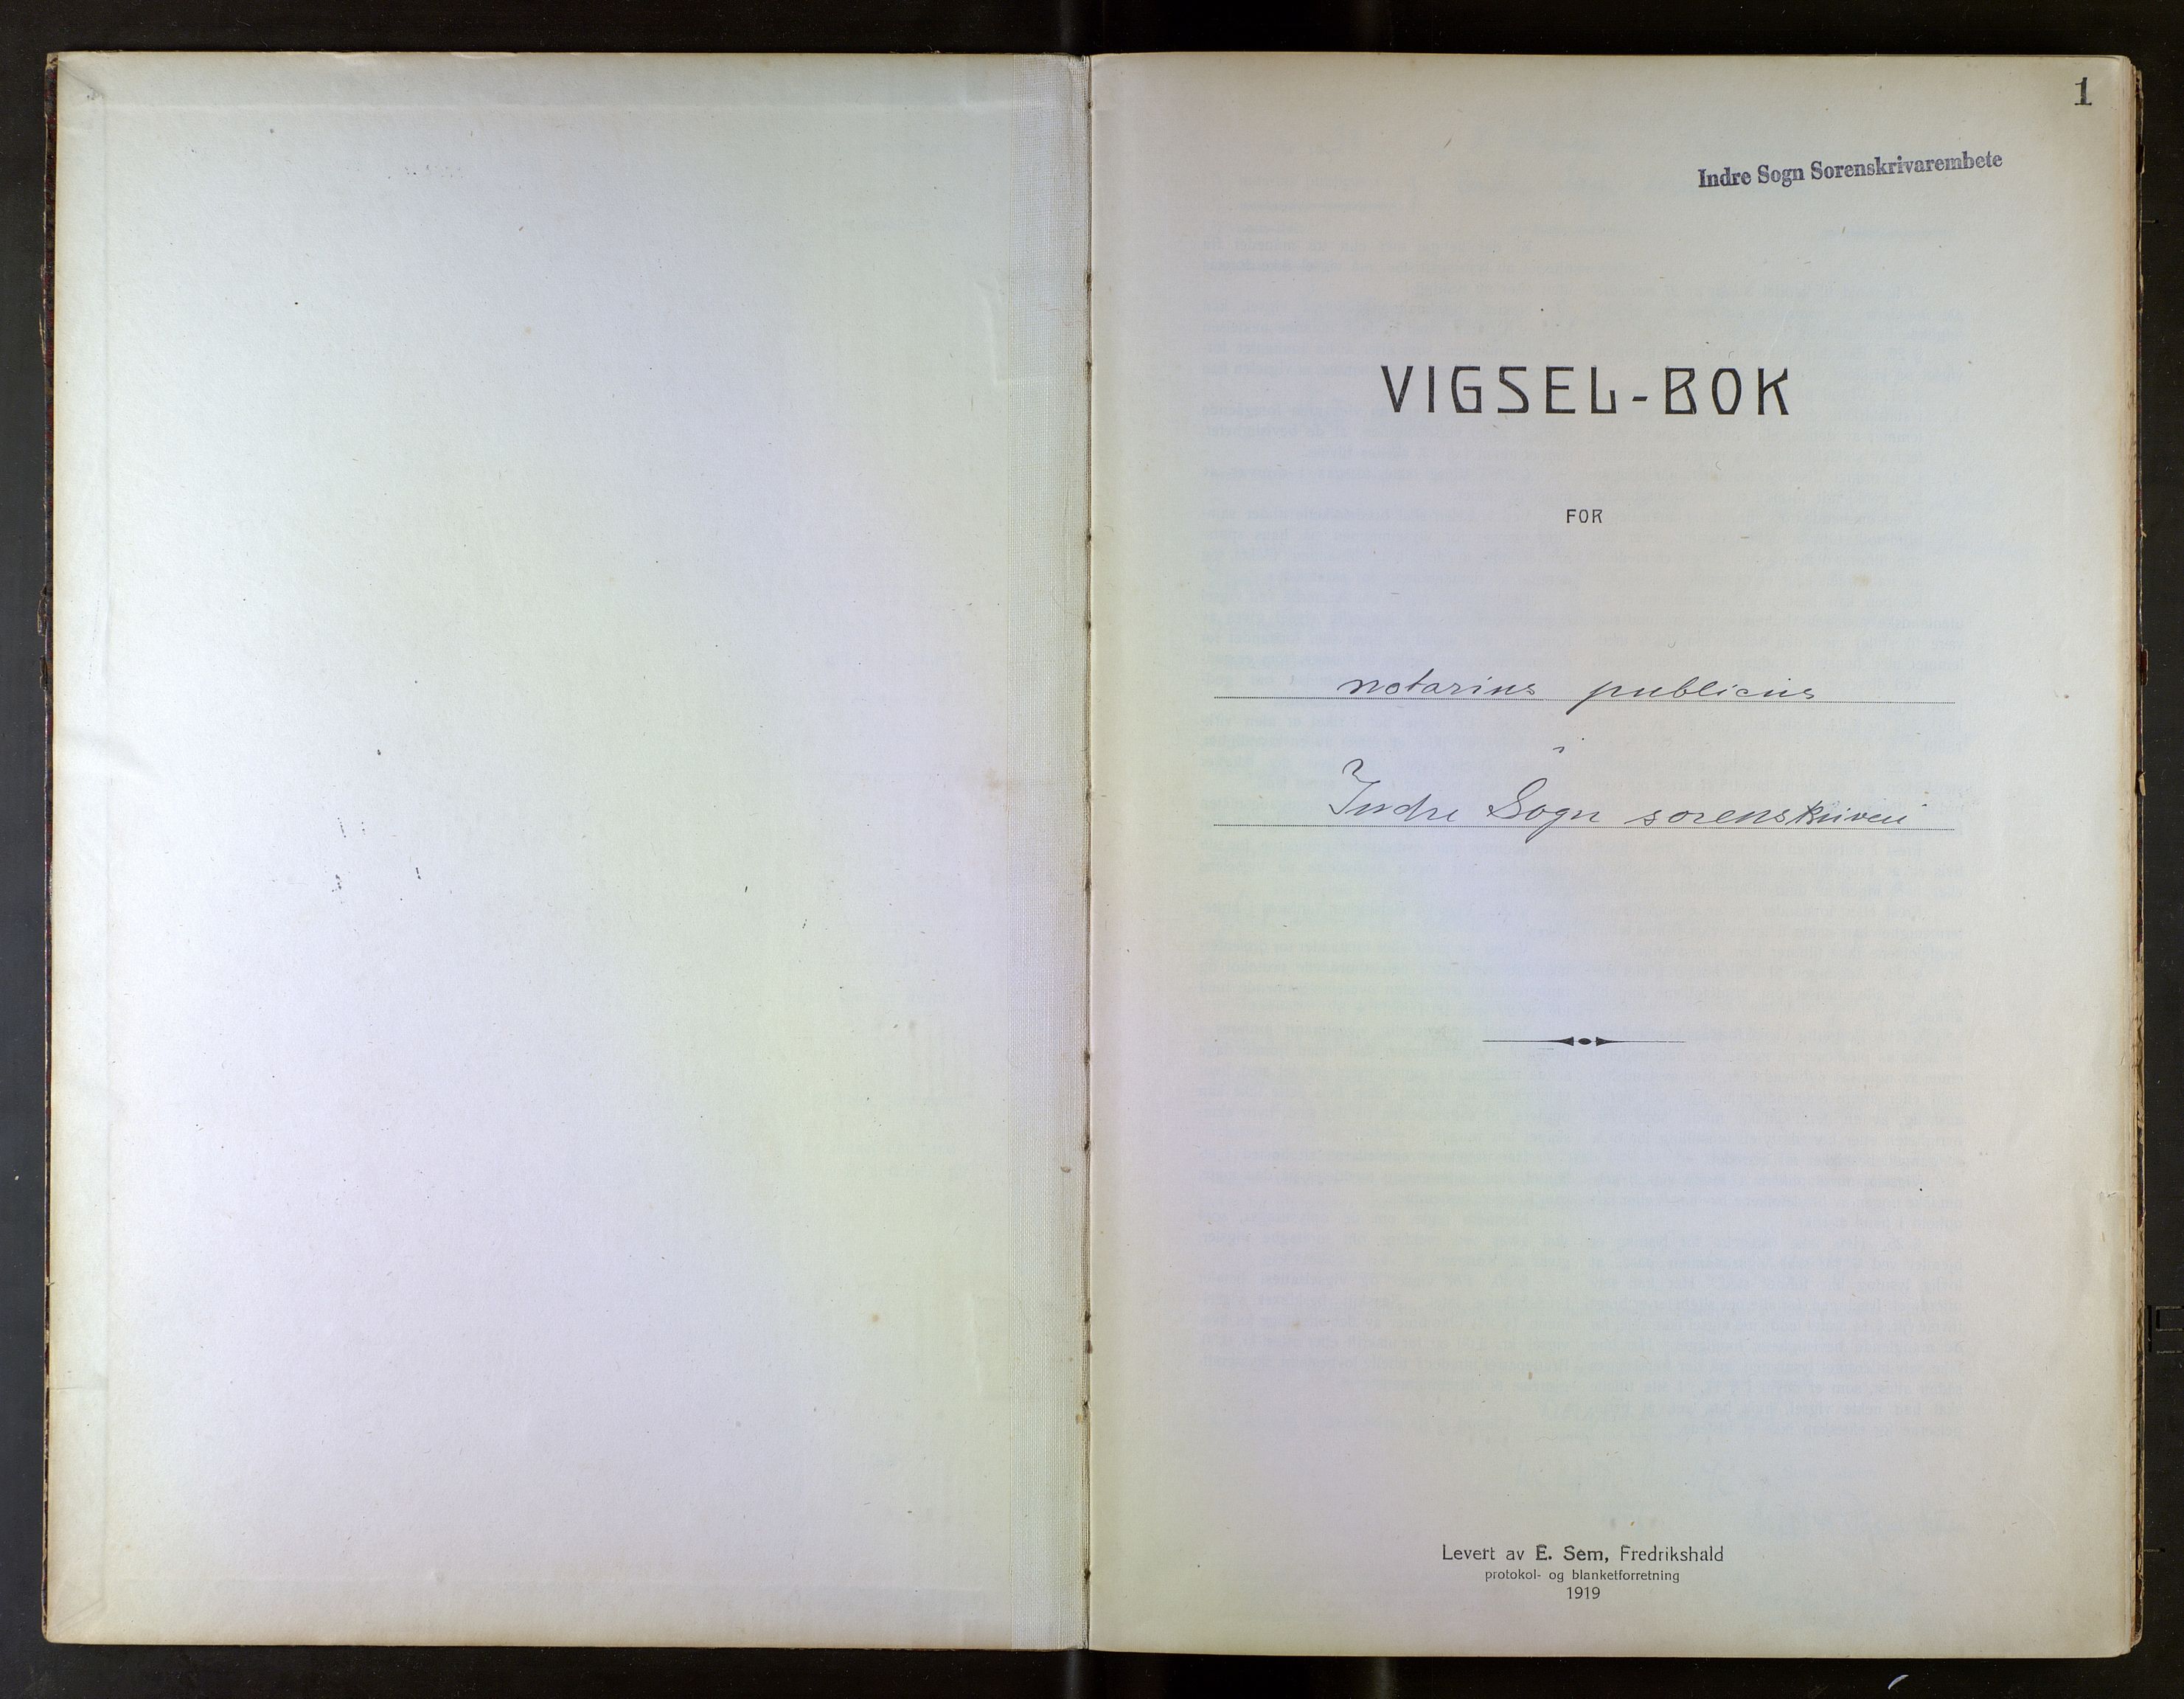 1
Indre Sogn Sorenskrivarembete
VIGSEL-BOK
FOR
notarius publicus
i
Indre Sogn sorenskriveri
Levert av E. Sem, Fredrikshald
protokol- og blanketforretning
1919